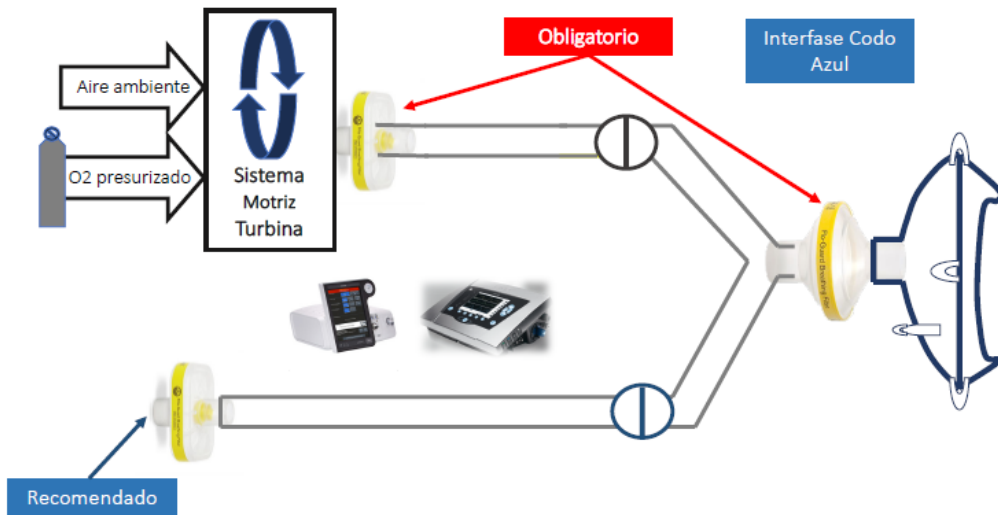 Obligatorio
Interfase Codo
Azul
Aire ambiente
O2 presurizado
Sistema
Motriz
Turbina
Recomendado